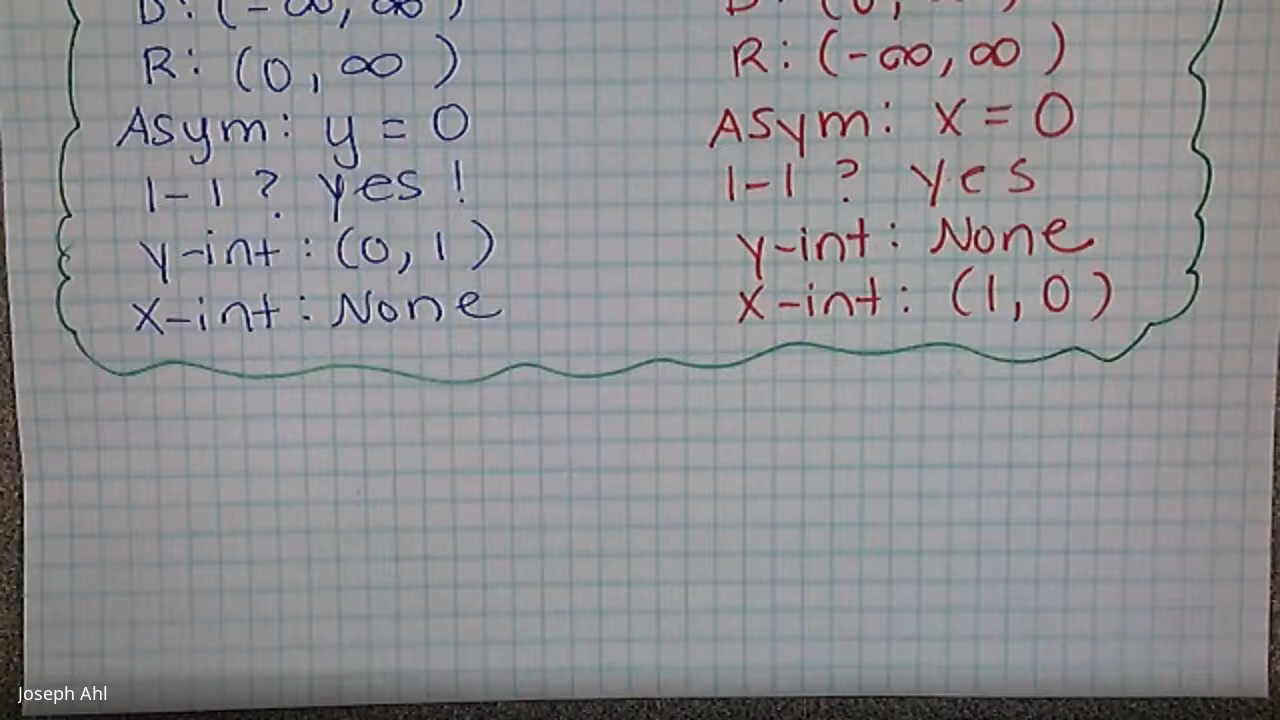 D: (-∞, ∞)
R: (0, ∞)
Asym: y = 0
1-1? yes!
y-int: (0, 1)
x-int: None
D: (0, ∞)
R: (-∞, ∞)
Asym: x = 0
1-1? yes
y-int: None
x-int: (1, 0)
Joseph Ahl